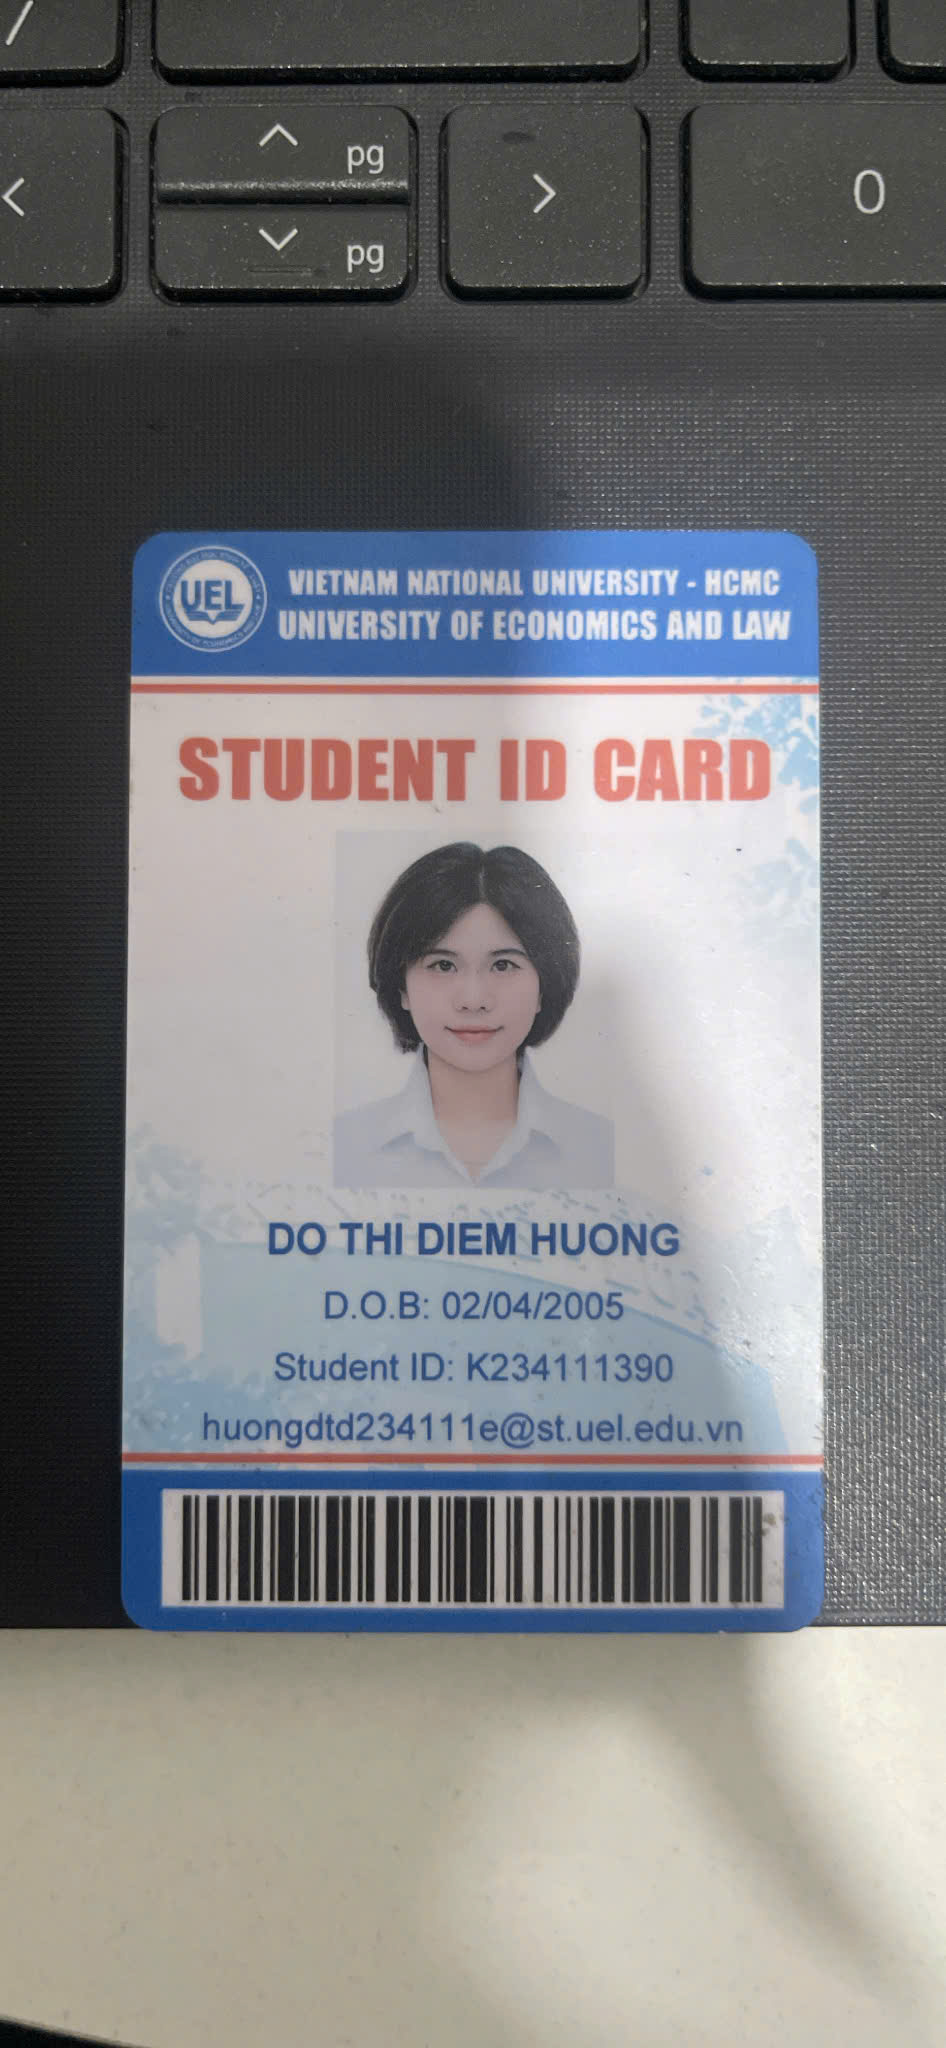 /
pg
<
>
0
pg
UEL
VIETNAM NATIONAL UNIVERSITY - HCMC
UNIVERSITY OF ECONOMICS AND LAW
STUDENT ID CARD
DO THI DIEM HUONG
D.O.B: 02/04/2005
Student ID: K234111390
huongdtd234111e@st.uel.edu.vn